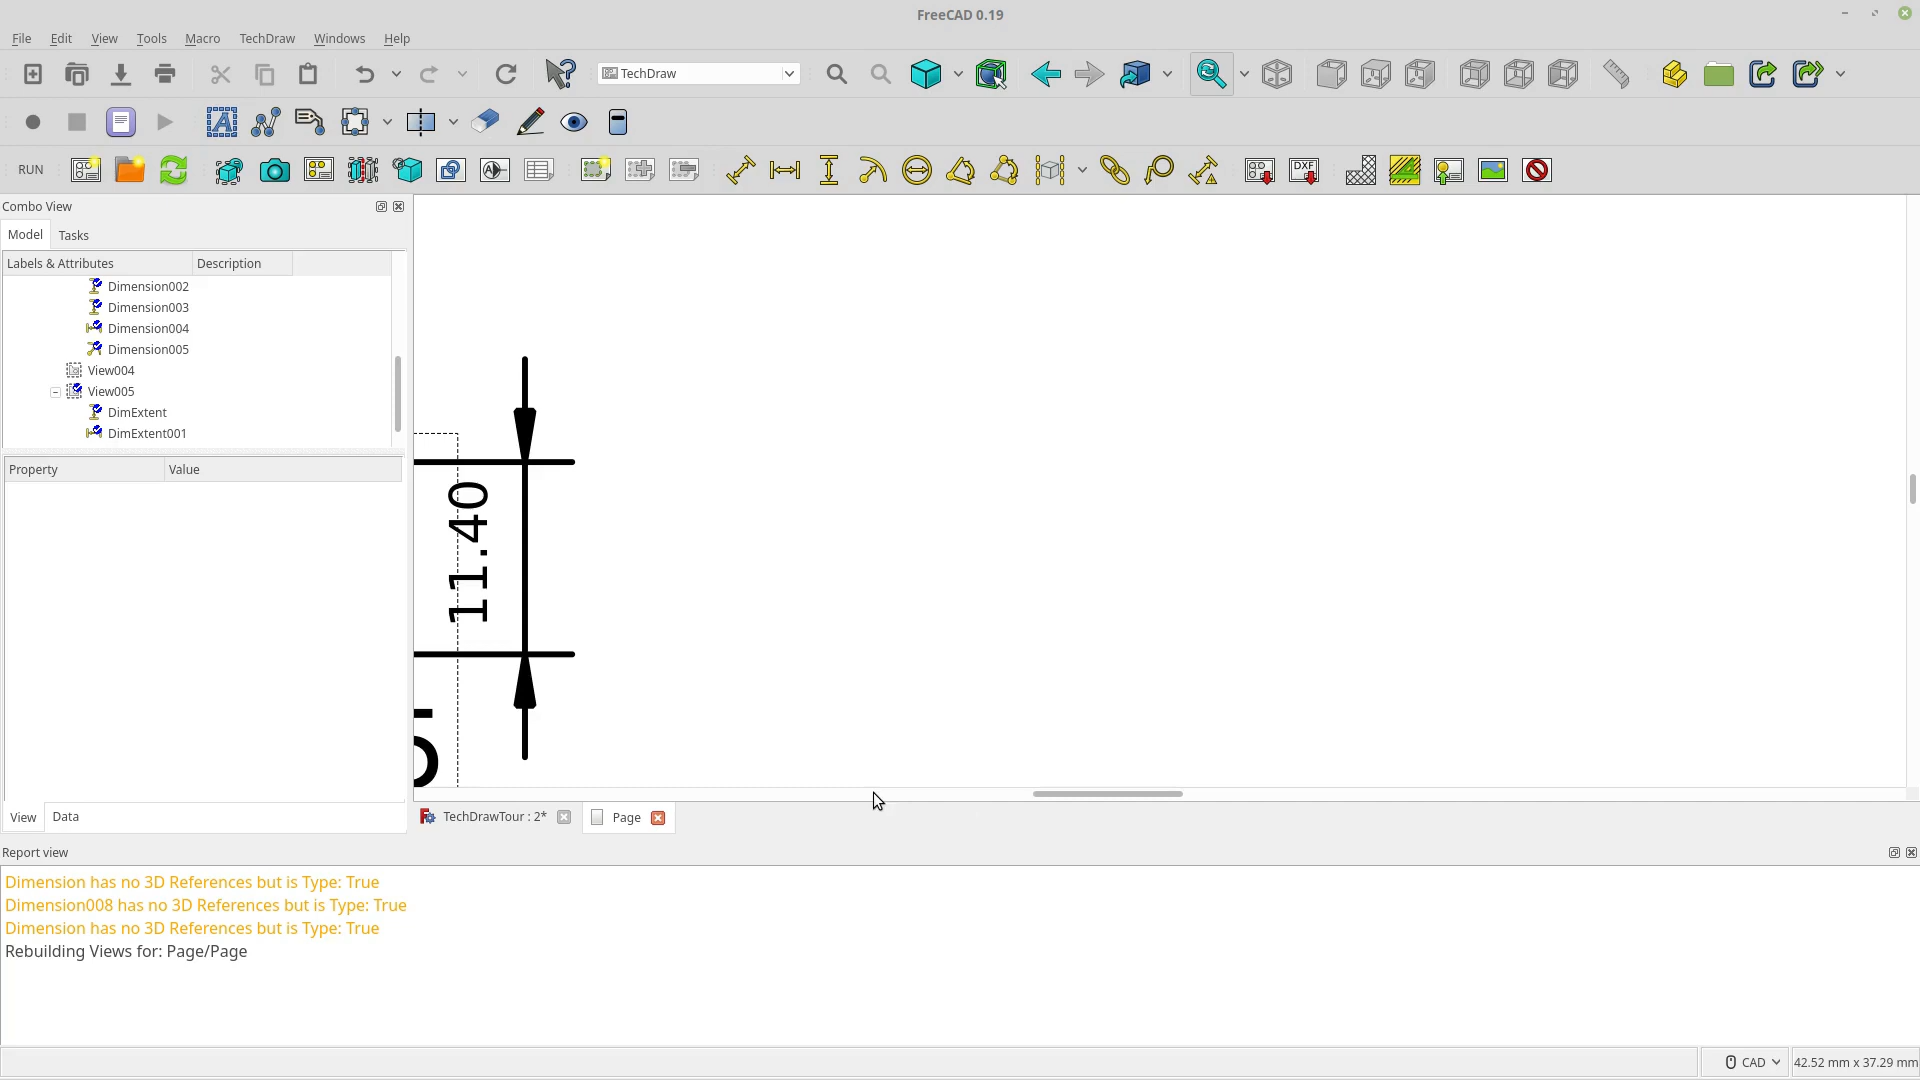 FreeCAD 0.19
File Edit View Tools Macro TechDraw Windows Help
TechDraw
RUN
DXF
Combo View
Model Tasks
Labels & Attributes Description
Dimension002
Dimension003
Dimension004
Dimension005
View004
View005
DimExtent
DimExtent001
Property Value
11.40
5
View Data
TechDrawTour : 2*
Page
Report view
Dimension has no 3D References but is Type: True
Dimension008 has no 3D References but is Type: True
Dimension has no 3D References but is Type: True
Rebuilding Views for: Page/Page
CAD
42.52 mm x 37.29 mm